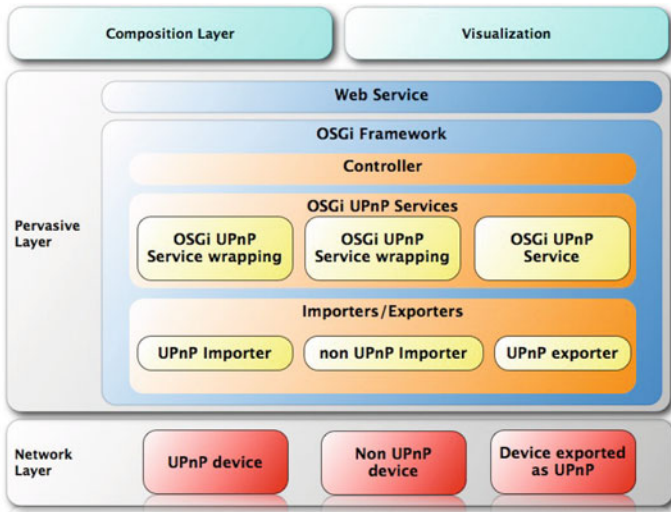 Composition Layer
Visualization
Web Service
OSGi Framework
Controller
Pervasive
Layer
OSGi UPnP Services
OSGi UPnP
Service wrapping
OSGi UPnP
Service wrapping
OSGi UPnP
Service
Importers/Exporters
UPnP Importer
non UPnP Importer
UPnP exporter
Network
Layer
UPnP device
Non UPnP
device
Device exported
as UPnP